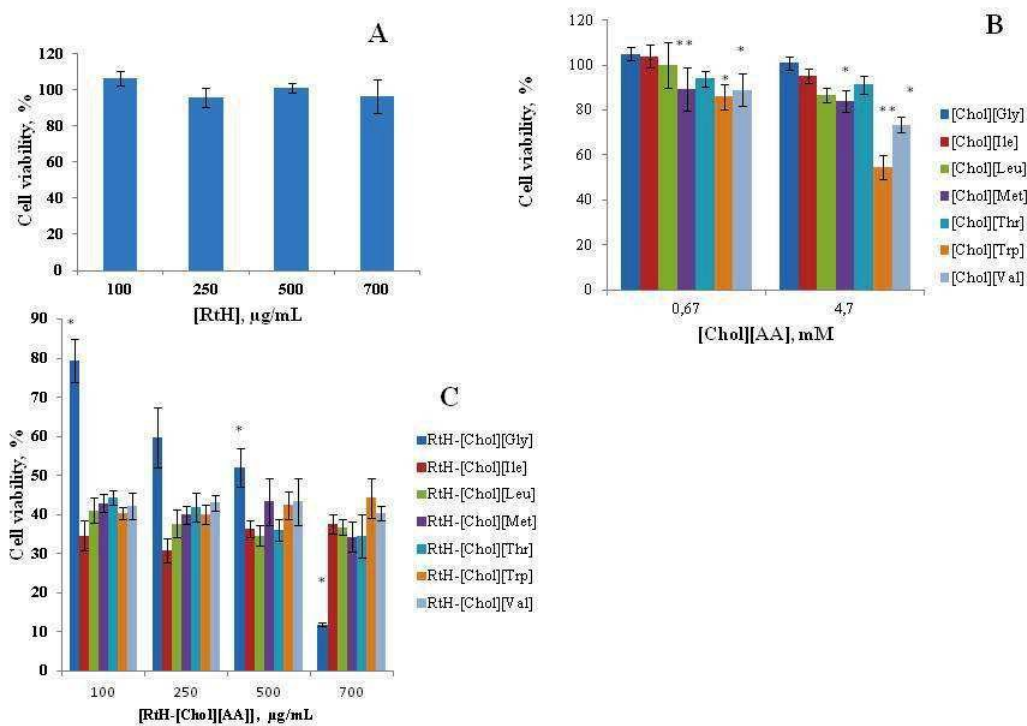 A
Cell viability, %
120
100
80
60
40
20
0
100 250 500 700
[RtH], µg/mL
B
Cell viability, %
120
100
80
60
40
20
0
** * * * ** *
0,67 4,7
[Chol][AA], mM
[Chol][Gly]
[Chol][Ile]
[Chol][Leu]
[Chol][Met]
[Chol][Thr]
[Chol][Trp]
[Chol][Val]
C
Cell viability, %
90
80
70
60
50
40
30
20
10
0
* * *
100 250 500 700
[RtH-[Chol][AA]], µg/mL
RtH-[Chol][Gly]
RtH-[Chol][Ile]
RtH-[Chol][Leu]
RtH-[Chol][Met]
RtH-[Chol][Thr]
RtH-[Chol][Trp]
RtH-[Chol][Val]